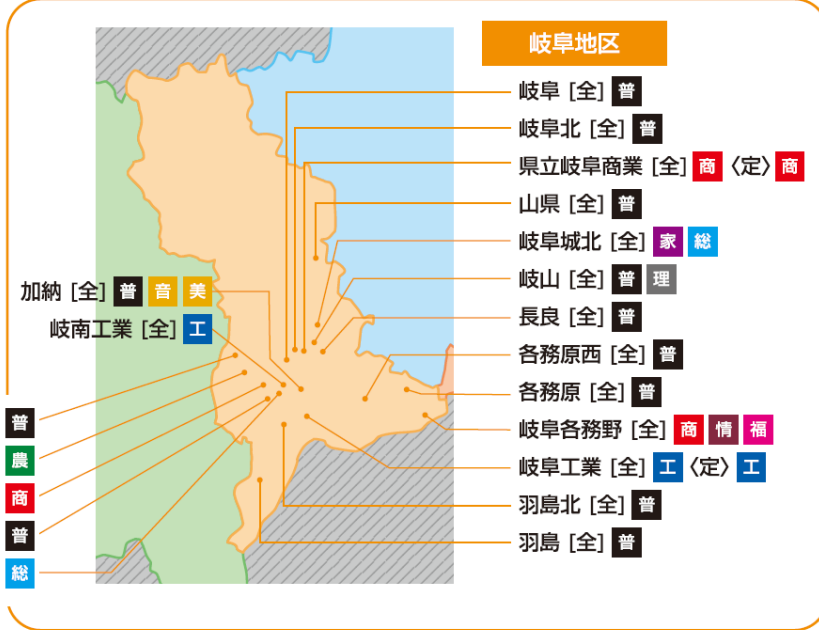 岐阜地区
岐阜 [全] 普
岐阜北 [全] 普
県立岐阜商業 [全] 商 〈定〉 商
山県 [全] 普
岐阜城北 [全] 家 総
岐山 [全] 普 理
長良 [全] 普
各務原西 [全] 普
各務原 [全] 普
岐阜各務野 [全] 商 情 福
岐阜工業 [全] 工 〈定〉 工
羽島北 [全] 普
羽島 [全] 普
加納 [全] 普 音 美
岐南工業 [全] 工
普
農
商
普
総